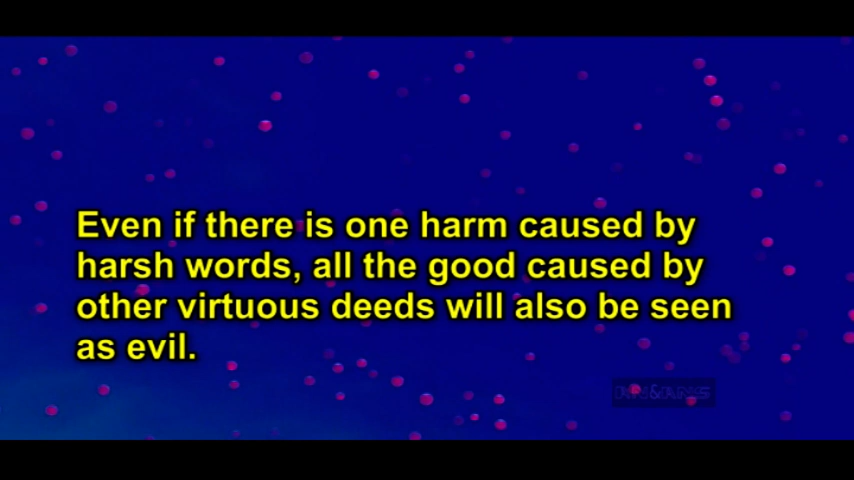 Even if there is one harm caused by
harsh words, all the good caused by
other virtuous deeds will also be seen
as evil.